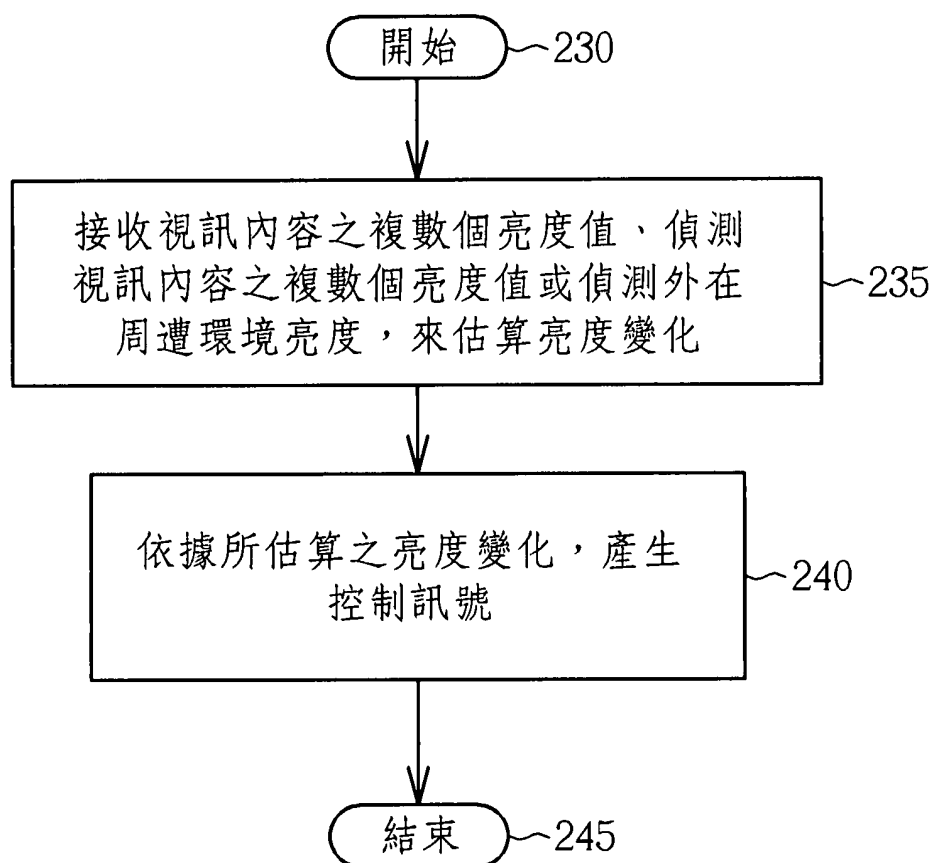 開始 230
接收視訊內容之複數個亮度值、偵測
視訊內容之複數個亮度值或偵測外在 235
周遭環境亮度，來估算亮度變化
依據所估算之亮度變化，產生 240
控制訊號
結束 245